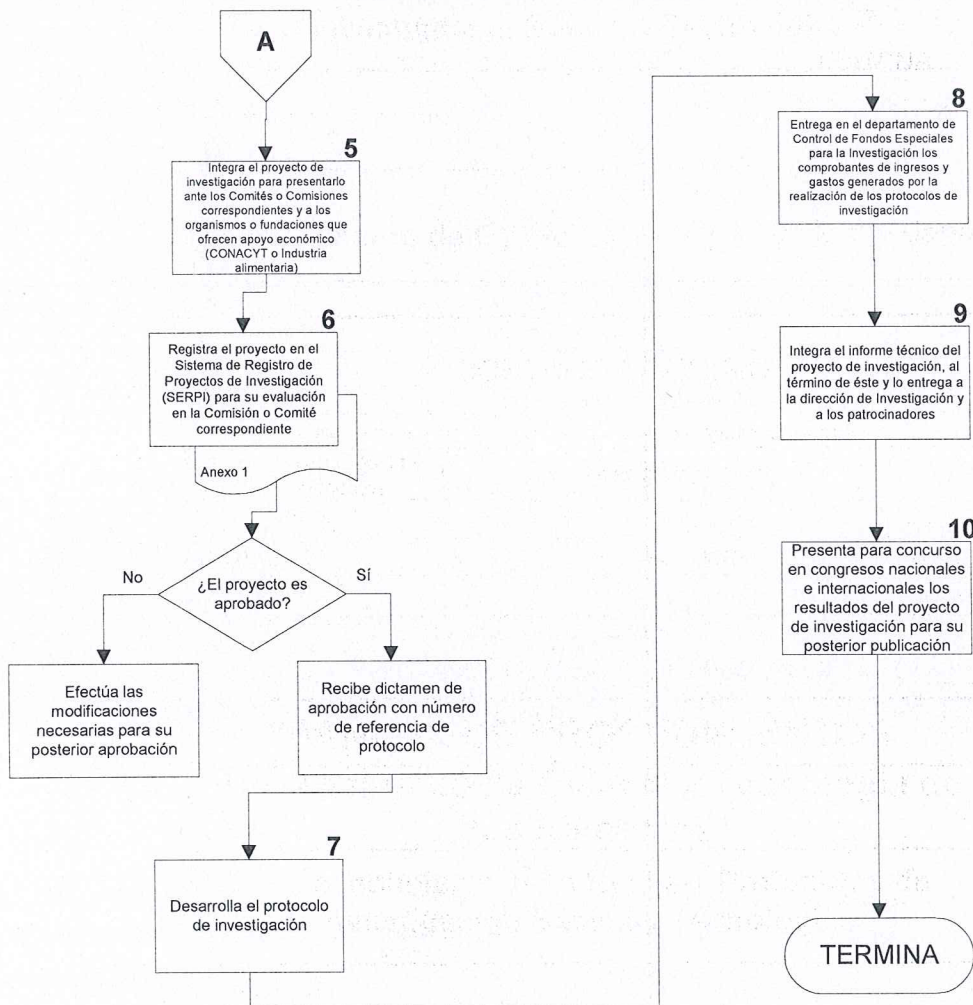 A
5
Integra el proyecto de
investigación para presentarlo
ante los Comités o Comisiones
correspondientes y a los
organismos o fundaciones que
ofrecen apoyo económico
(CONACYT o Industria
alimentaria)
6
Registra el proyecto en el
Sistema de Registro de
Proyectos de Investigación
(SERPI) para su evaluación
en la Comisión o Comité
correspondiente
Anexo 1
¿El proyecto es
aprobado?
No
Sí
Efectúa las
modificaciones
necesarias para su
posterior aprobación
Recibe dictamen de
aprobación con número
de referencia de
protocolo
7
Desarrolla el protocolo
de investigación
8
Entrega en el departamento de
Control de Fondos Especiales
para la Investigación los
comprobantes de ingresos y
gastos generados por la
realización de los protocolos de
investigación
9
Integra el informe técnico del
proyecto de investigación, al
término de éste y lo entrega a
la dirección de Investigación y
a los patrocinadores
10
Presenta para concurso
en congresos nacionales
e internacionales los
resultados del proyecto
de investigación para su
posterior publicación
TERMINA